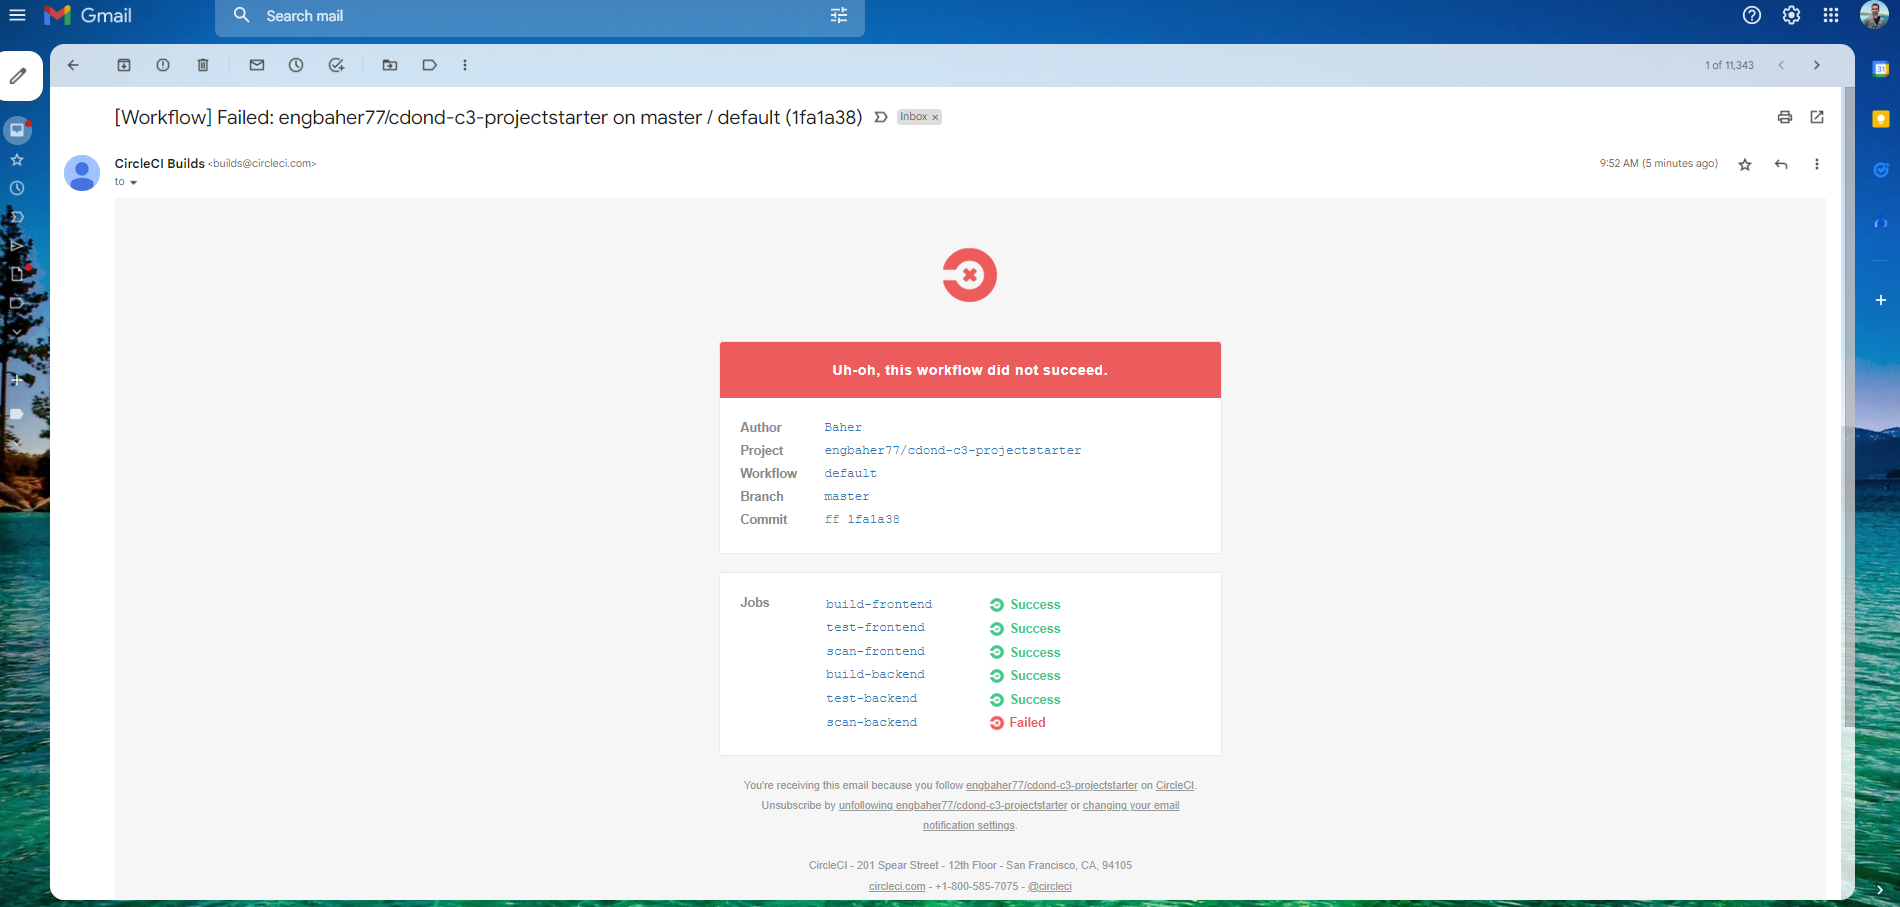 Gmail
Search mail
1 of 11,343
[Workflow] Failed: engbaher77/cdond-c3-projectstarter on master / default (1fa1a38)
Inbox ×
CircleCI Builds <builds@circleci.com>
9:52 AM (5 minutes ago)
to
Uh-oh, this workflow did not succeed.
Author Baher
Project engbaher77/cdond-c3-projectstarter
Workflow default
Branch master
Commit ff 1fa1a38
Jobs build-frontend Success
test-frontend Success
scan-frontend Success
build-backend Success
test-backend Success
scan-backend Failed
You're receiving this email because you follow engbaher77/cdond-c3-projectstarter on CircleCI.
Unsubscribe by unfollowing engbaher77/cdond-c3-projectstarter or changing your email
notification settings.
CircleCI - 201 Spear Street - 12th Floor - San Francisco, CA, 94105
circleci.com - +1-800-585-7075 - @circleci
31